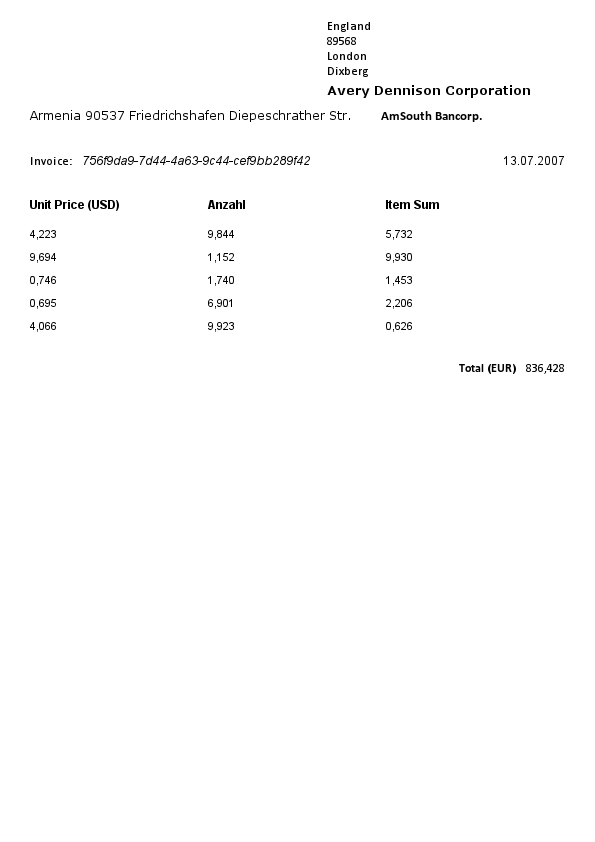 England
89568
London
Dixberg
Avery Dennison Corporation
Armenia 90537 Friedrichshafen Diepeschrather Str. AmSouth Bancorp.
Invoice: 756f9da9-7d44-4a63-9c44-cef9bb289f42 13.07.2007
Unit Price (USD) Anzahl Item Sum
4,223 9,844 5,732
9,694 1,152 9,930
0,746 1,740 1,453
0,695 6,901 2,206
4,066 9,923 0,626
Total (EUR) 836,428